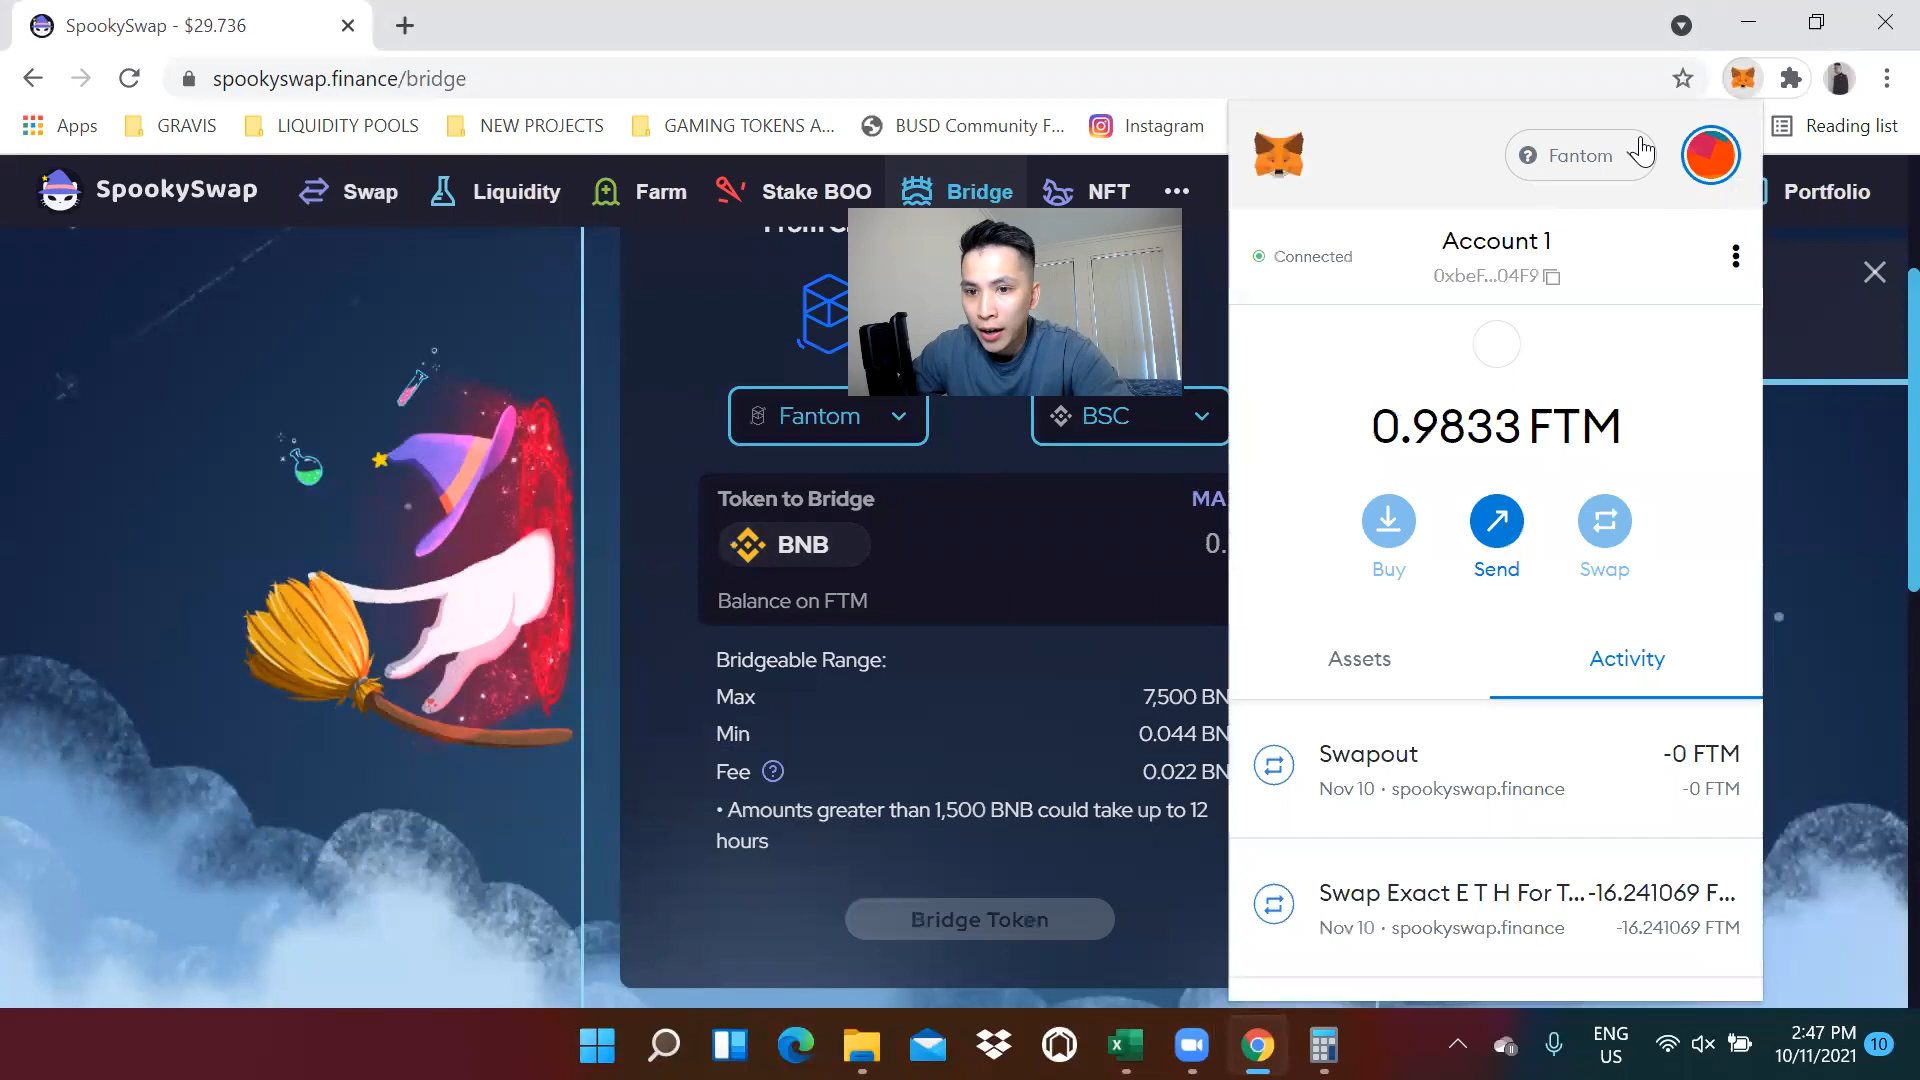 SpookySwap - $29.736
spookyswap.finance/bridge
Apps GRAVIS LIQUIDITY POOLS NEW PROJECTS GAMING TOKENS A... BUSD Community F... Instagram Reading list
SpookySwap Swap Liquidity Farm Stake BOO Bridge NFT ••• Portfolio
Fantom
Connected
Account 1
0xbeF...04F9
0.9833 FTM
Buy Send Swap
Assets Activity
Swapout -0 FTM
Nov 10 · spookyswap.finance -0 FTM
Swap Exact E T H For T... -16.241069 F...
Nov 10 · spookyswap.finance -16.241069 FTM
Fantom BSC
Token to Bridge
BNB 0.
Balance on FTM
Bridgeable Range:
Max 7,500 BN
Min 0.044 BN
Fee ? 0.022 BN
• Amounts greater than 1,500 BNB could take up to 12
hours
Bridge Token
ENG
US
2:47 PM
10/11/2021
10